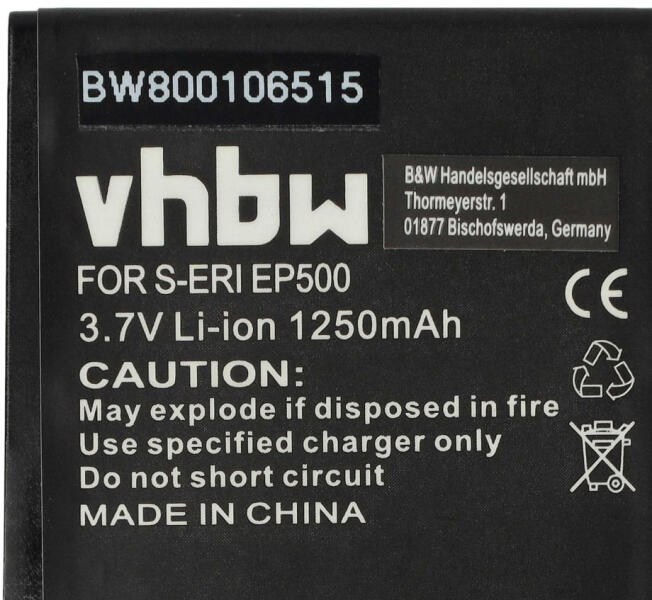 BW800106515
vhbw
B&W Handelsgesellschaft mbH
Thormeyerstr. 1
01877 Bischofswerda, Germany
FOR S-ERI EP500
3.7V Li-ion 1250mAh
CE
CAUTION:
May explode if disposed in fire
Use specified charger only
Do not short circuit
MADE IN CHINA